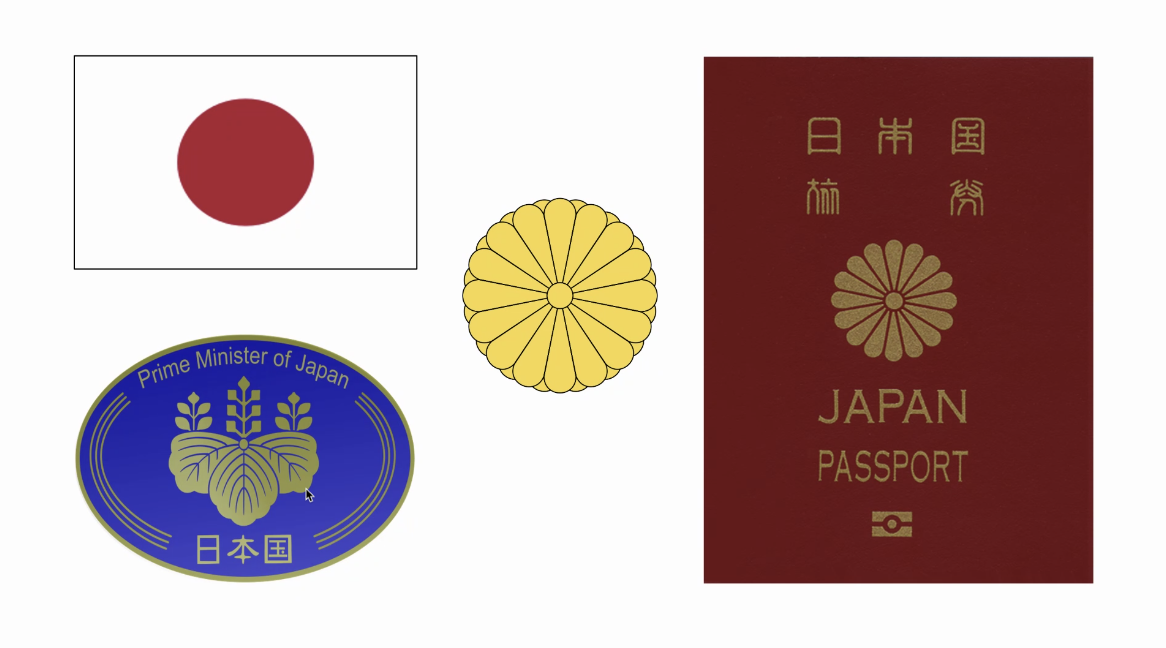 Prime Minister of Japan
日本国
日本国
旅券
JAPAN
PASSPORT